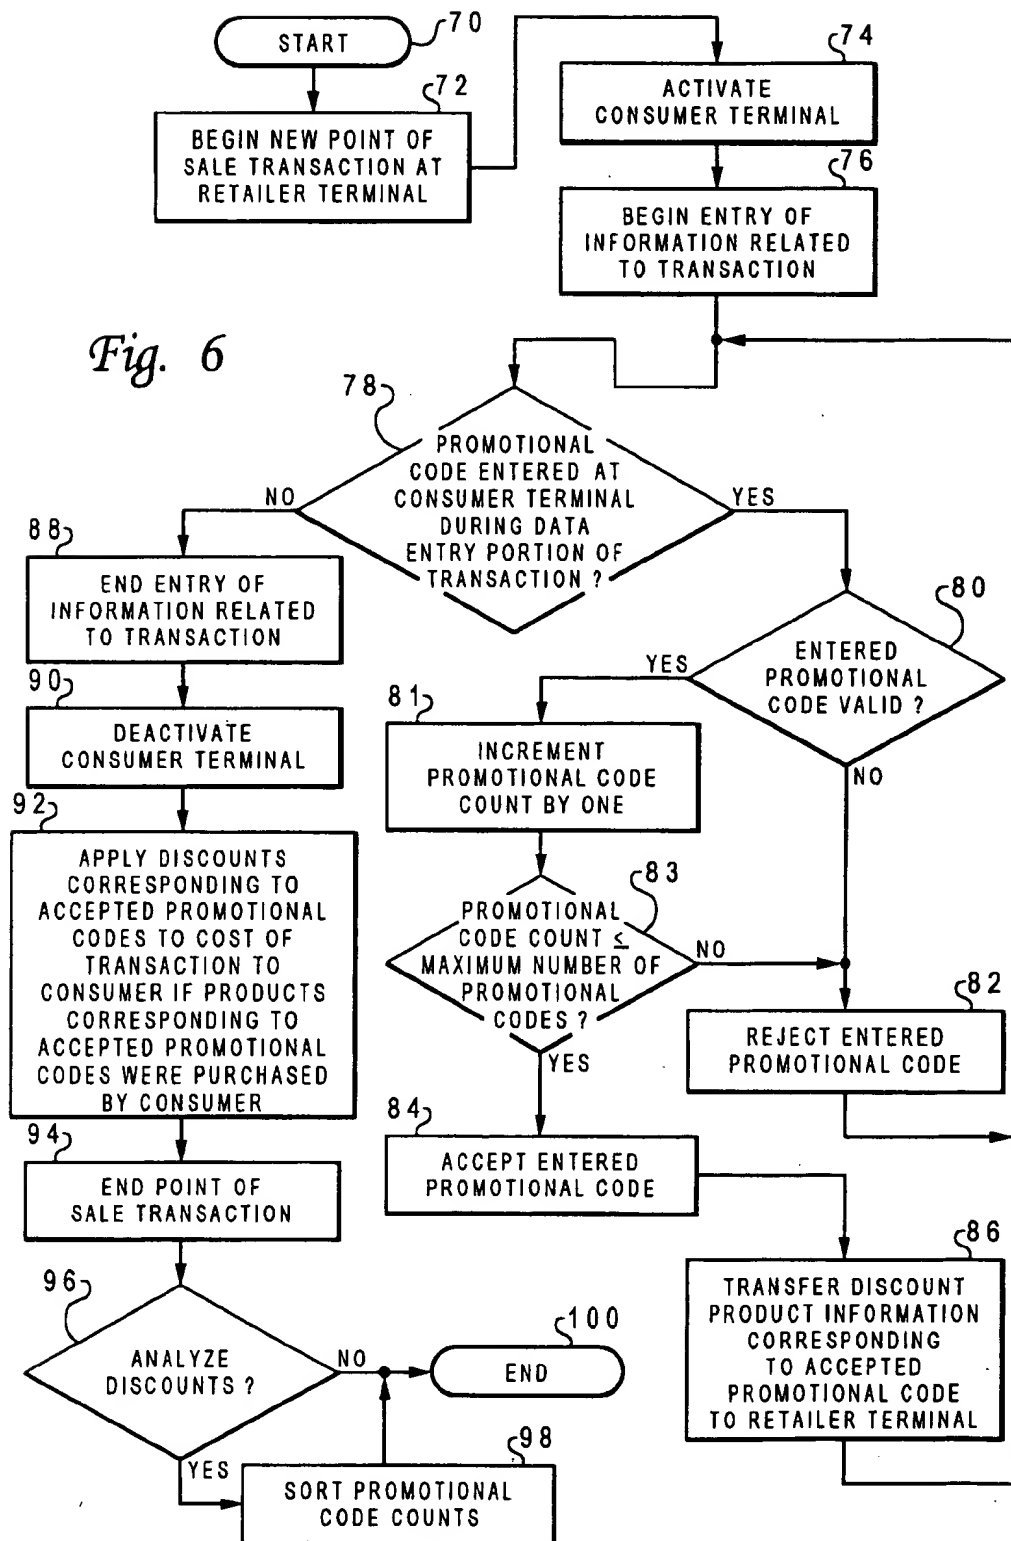 70
START
72
BEGIN NEW POINT OF
SALE TRANSACTION AT
RETAILER TERMINAL
74
ACTIVATE
CONSUMER TERMINAL
76
BEGIN ENTRY OF
INFORMATION RELATED
TO TRANSACTION
Fig. 6
78
PROMOTIONAL
CODE ENTERED AT
CONSUMER TERMINAL
DURING DATA
ENTRY PORTION OF
TRANSACTION ?
NO
YES
88
END ENTRY OF
INFORMATION RELATED
TO TRANSACTION
80
ENTERED
PROMOTIONAL
CODE VALID ?
YES
NO
90
DEACTIVATE
CONSUMER TERMINAL
81
INCREMENT
PROMOTIONAL CODE
COUNT BY ONE
92
APPLY DISCOUNTS
CORRESPONDING TO
ACCEPTED PROMOTIONAL
CODES TO COST OF
TRANSACTION TO
CONSUMER IF PRODUCTS
CORRESPONDING TO
ACCEPTED PROMOTIONAL
CODES WERE PURCHASED
BY CONSUMER
83
PROMOTIONAL
CODE COUNT ≤
MAXIMUM NUMBER OF
PROMOTIONAL
CODES ?
NO
YES
82
REJECT ENTERED
PROMOTIONAL CODE
84
ACCEPT ENTERED
PROMOTIONAL CODE
94
END POINT OF
SALE TRANSACTION
86
TRANSFER DISCOUNT
PRODUCT INFORMATION
CORRESPONDING
TO ACCEPTED
PROMOTIONAL CODE
TO RETAILER TERMINAL
96
ANALYZE
DISCOUNTS ?
NO
YES
100
END
98
SORT PROMOTIONAL
CODE COUNTS